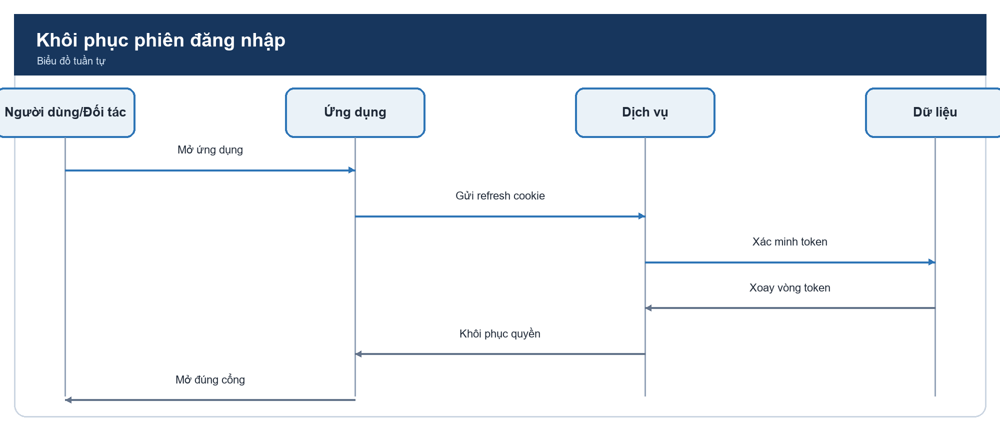 Khôi phục phiên đăng nhập
Biểu đồ tuần tự
Người dùng/Đối tác
Ứng dụng
Dịch vụ
Dữ liệu
Mở ứng dụng
Gửi refresh cookie
Xác minh token
Xoay vòng token
Khôi phục quyền
Mở đúng cổng